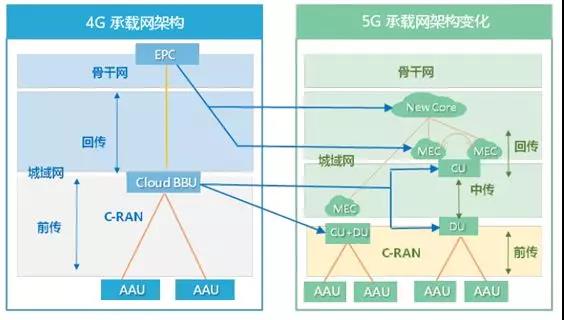 4G 承载网架构
EPC
骨干网
回传
城域网
Cloud BBU
C-RAN
前传
AAU
AAU
5G 承载网架构变化
骨干网
New Core
MEC
MEC
回传
城域网
CU
中传
MEC
CU+DU
DU
C-RAN
前传
AAU
AAU
AAU
AAU